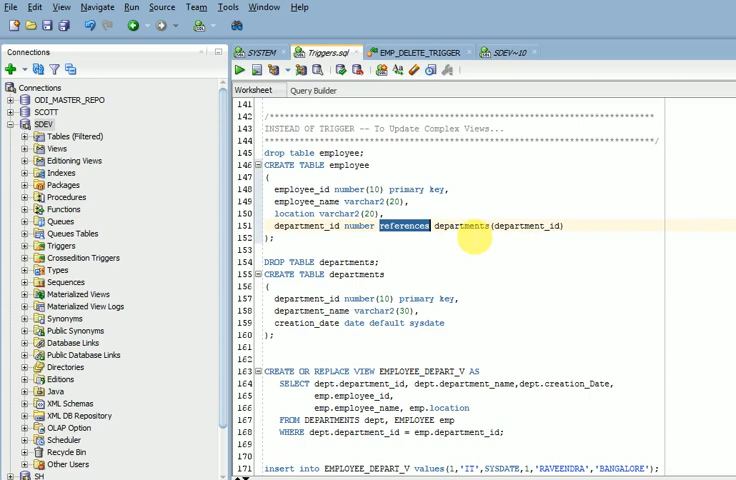 File Edit View Navigate Run Source Team Tools Window Help
Connections
SYSTEM Triggers.sql EMP_DELETE_TRIGGER SDEV~10
Worksheet Query Builder
Connections
ODI_MASTER_REPO
SCOTT
SDEV
Tables (Filtered)
Views
Editioning Views
Indexes
Packages
Procedures
Functions
Queues
Queues Tables
Triggers
Crossedition Triggers
Types
Sequences
Materialized Views
Materialized View Logs
Synonyms
Public Synonyms
Database Links
Public Database Links
Directories
Editions
Java
XML Schemas
XML DB Repository
OLAP Option
Scheduler
Recycle Bin
Other Users
SH
141
142 /***************************************************************************
143 INSTEAD OF TRIGGER -- To Update Complex Views...
144 ***************************************************************************/
145 drop table employee;
146 CREATE TABLE employee
147 (
148 employee_id number(10) primary key,
149 employee_name varchar2(20),
150 location varchar2(20),
151 department_id number references departments(department_id)
152 );
153
154 DROP TABLE departments;
155 CREATE TABLE departments
156 (
157 department_id number(10) primary key,
158 department_name varchar2(30),
159 creation_date date default sysdate
160 );
161
162
163 CREATE OR REPLACE VIEW EMPLOYEE_DEPART_V AS
164 SELECT dept.department_id, dept.department_name,dept.creation_Date,
165 emp.employee_id,
166 emp.employee_name, emp.location
167 FROM DEPARTMENTS dept, EMPLOYEE emp
168 WHERE dept.department_id = emp.department_id;
169
170
171 insert into EMPLOYEE_DEPART_V values(1,'IT',SYSDATE,1,'RAVEENDRA','BANGALORE');